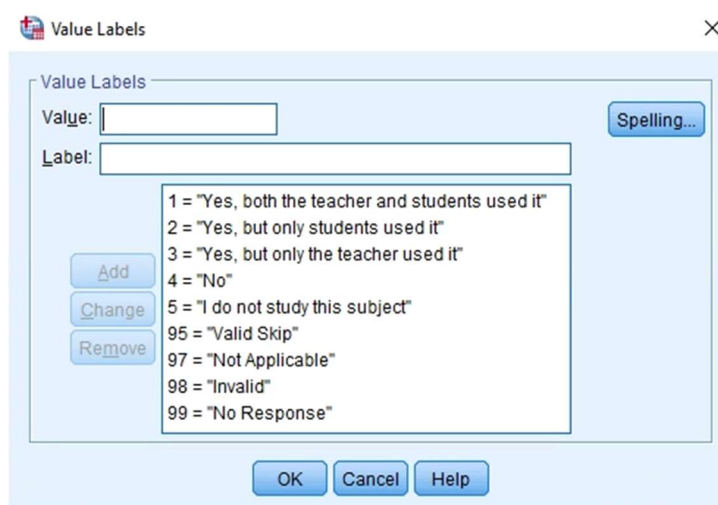 Value Labels
Value Labels
Value:
Spelling...
Label:
1 = "Yes, both the teacher and students used it"
2 = "Yes, but only students used it"
3 = "Yes, but only the teacher used it"
4 = "No"
5 = "I do not study this subject"
95 = "Valid Skip"
97 = "Not Applicable"
98 = "Invalid"
99 = "No Response"
Add
Change
Remove
OK Cancel Help